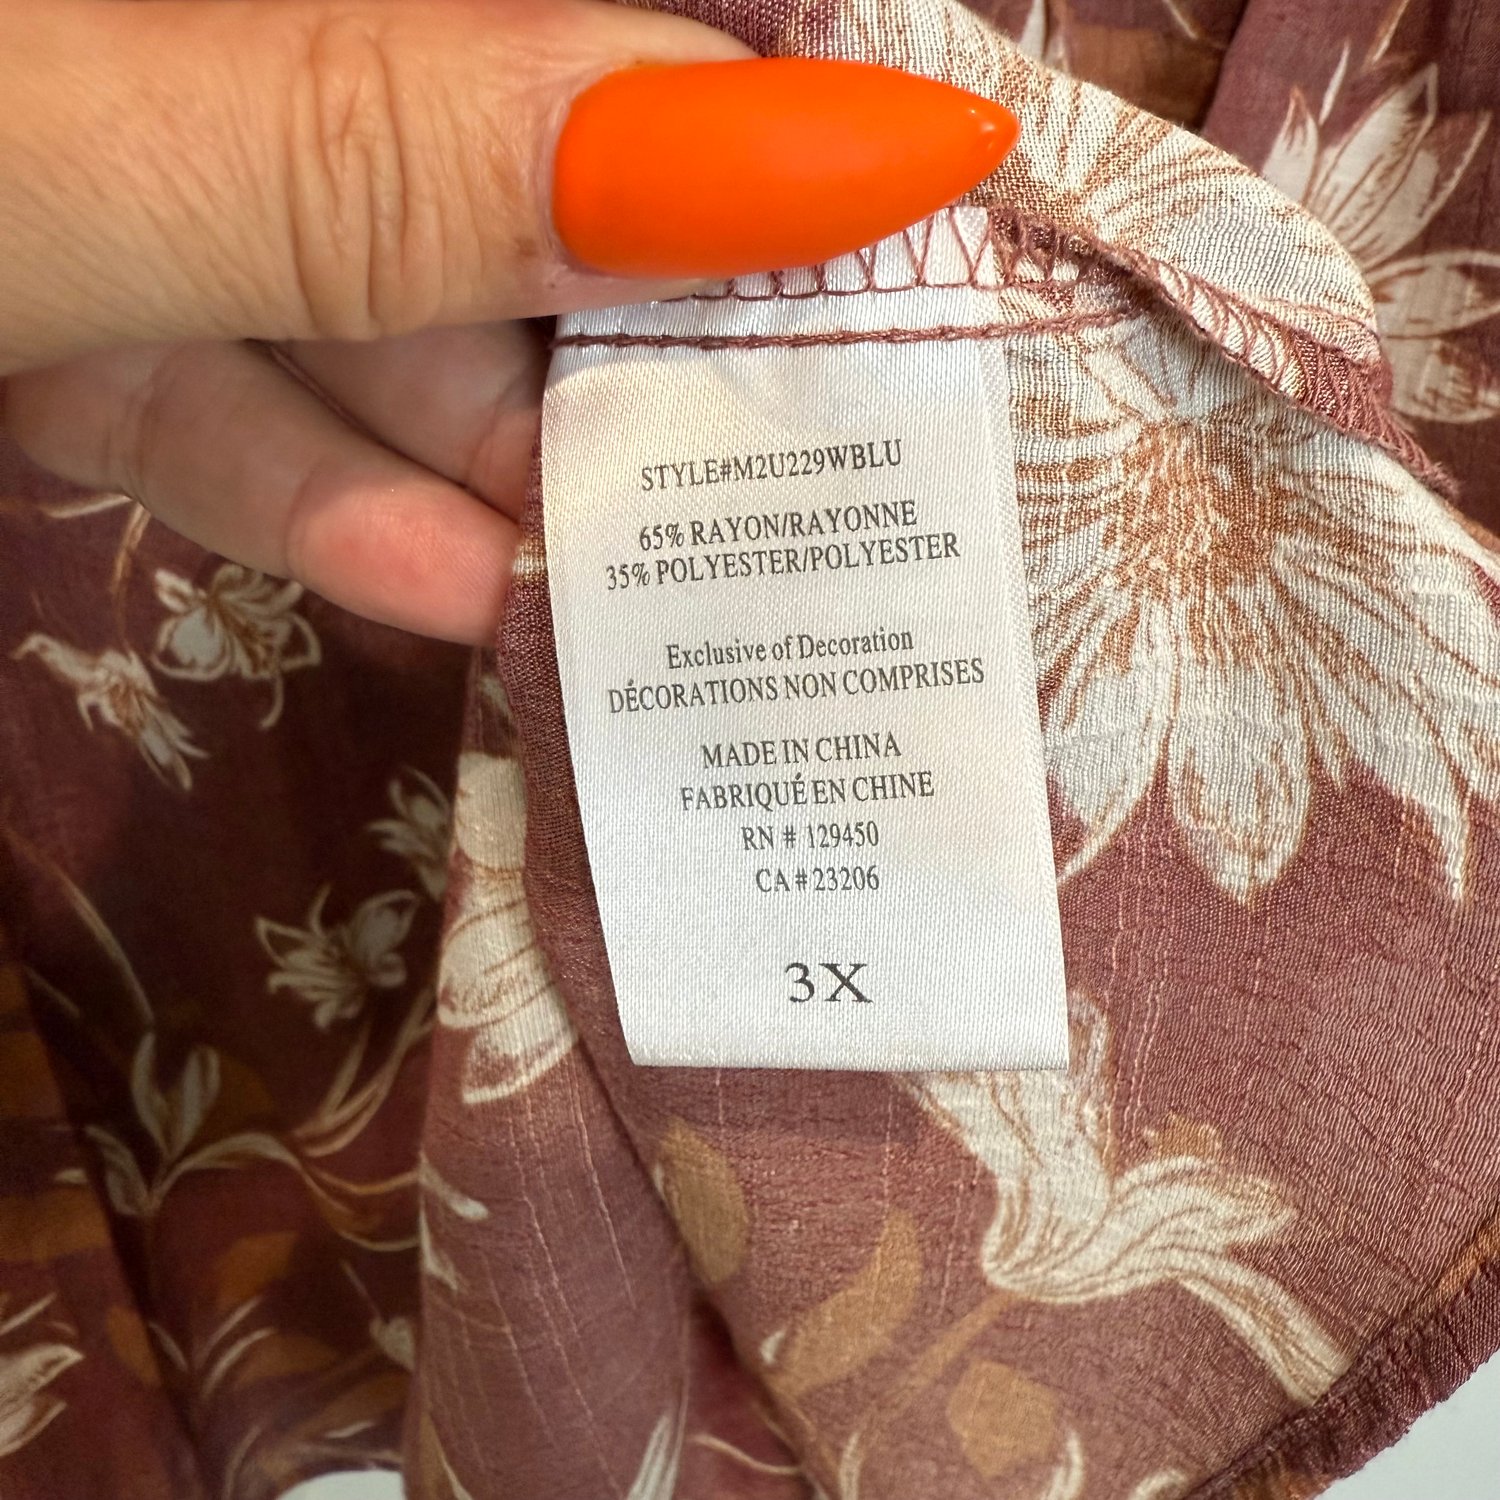 STYLE#M2U229WBLU
65% RAYON/RAYONNE
35% POLYESTER/POLYESTER
Exclusive of Decoration
DÉCORATIONS NON COMPRISES
MADE IN CHINA
FABRIQUÉ EN CHINE
RN # 129450
CA#23206
3X